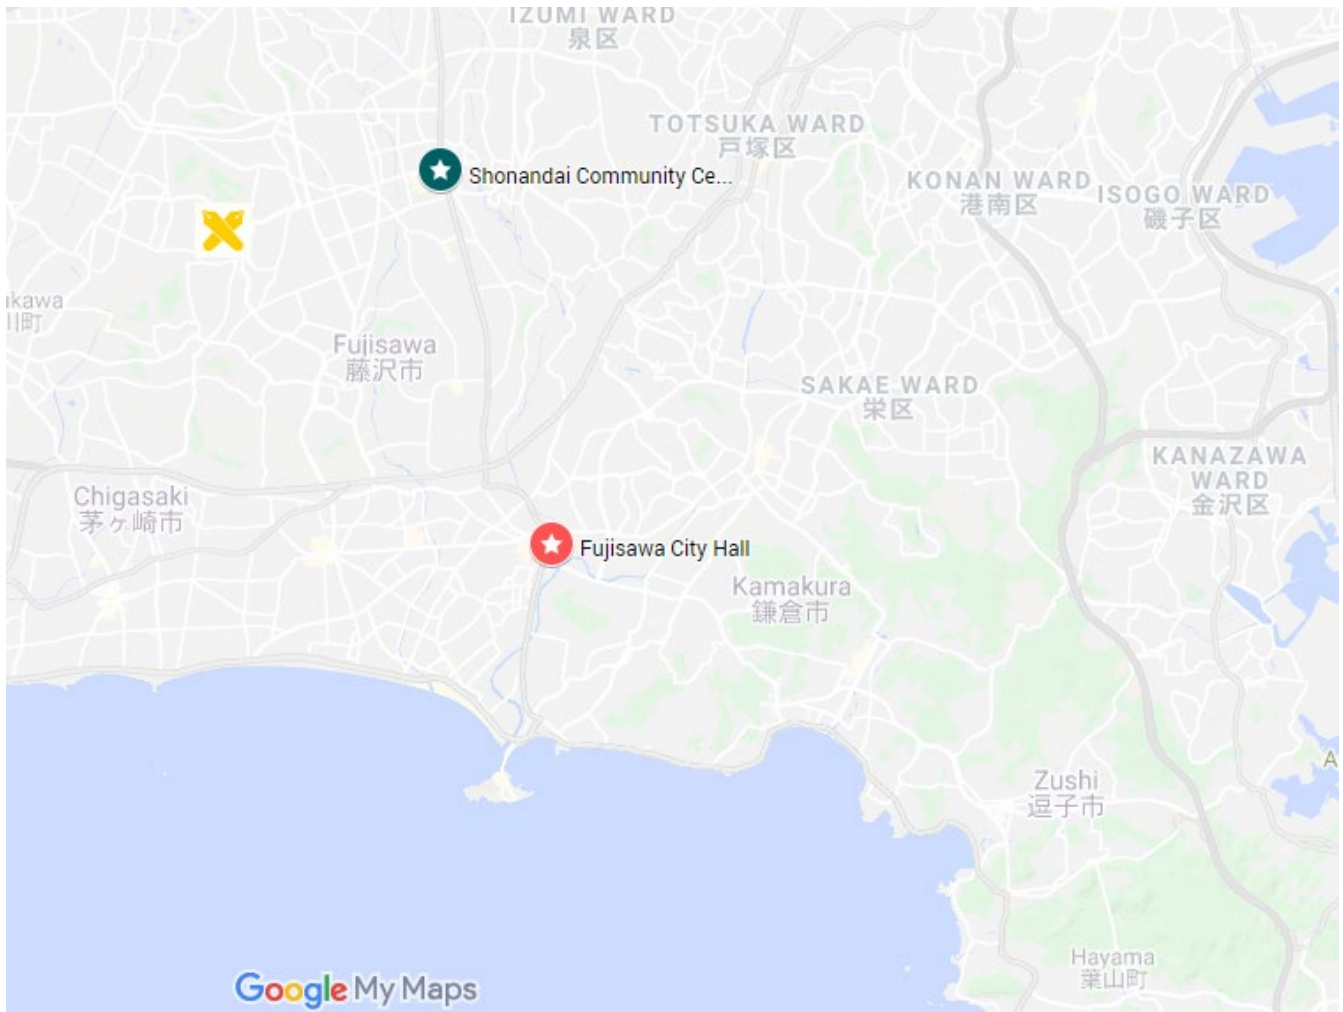 IZUMI WARD
泉区
TOTSUKA WARD
戸塚区
Shonandai Community Ce...
KONAN WARD
港南区
ISOGO WARD
磯子区
Fujisawa
藤沢市
SAKAE WARD
栄区
KANAZAWA
WARD
金沢区
Chigasaki
茅ヶ崎市
Fujisawa City Hall
Kamakura
鎌倉市
Zushi
逗子市
Hayama
葉山町
Google My Maps